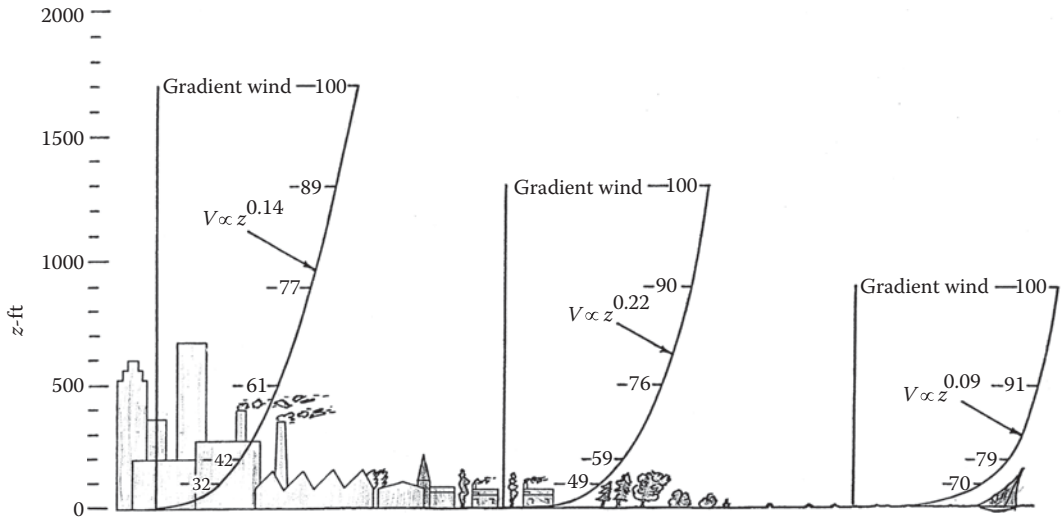 2000
1500
1000
500
0
z-ft
Gradient wind —100
–89
V∝z^0.14
–77
–61
–42
–32
Gradient wind —100
–90
V∝z^0.22
–76
–59
–49
Gradient wind —100
V∝z^0.09
–91
–79
–70